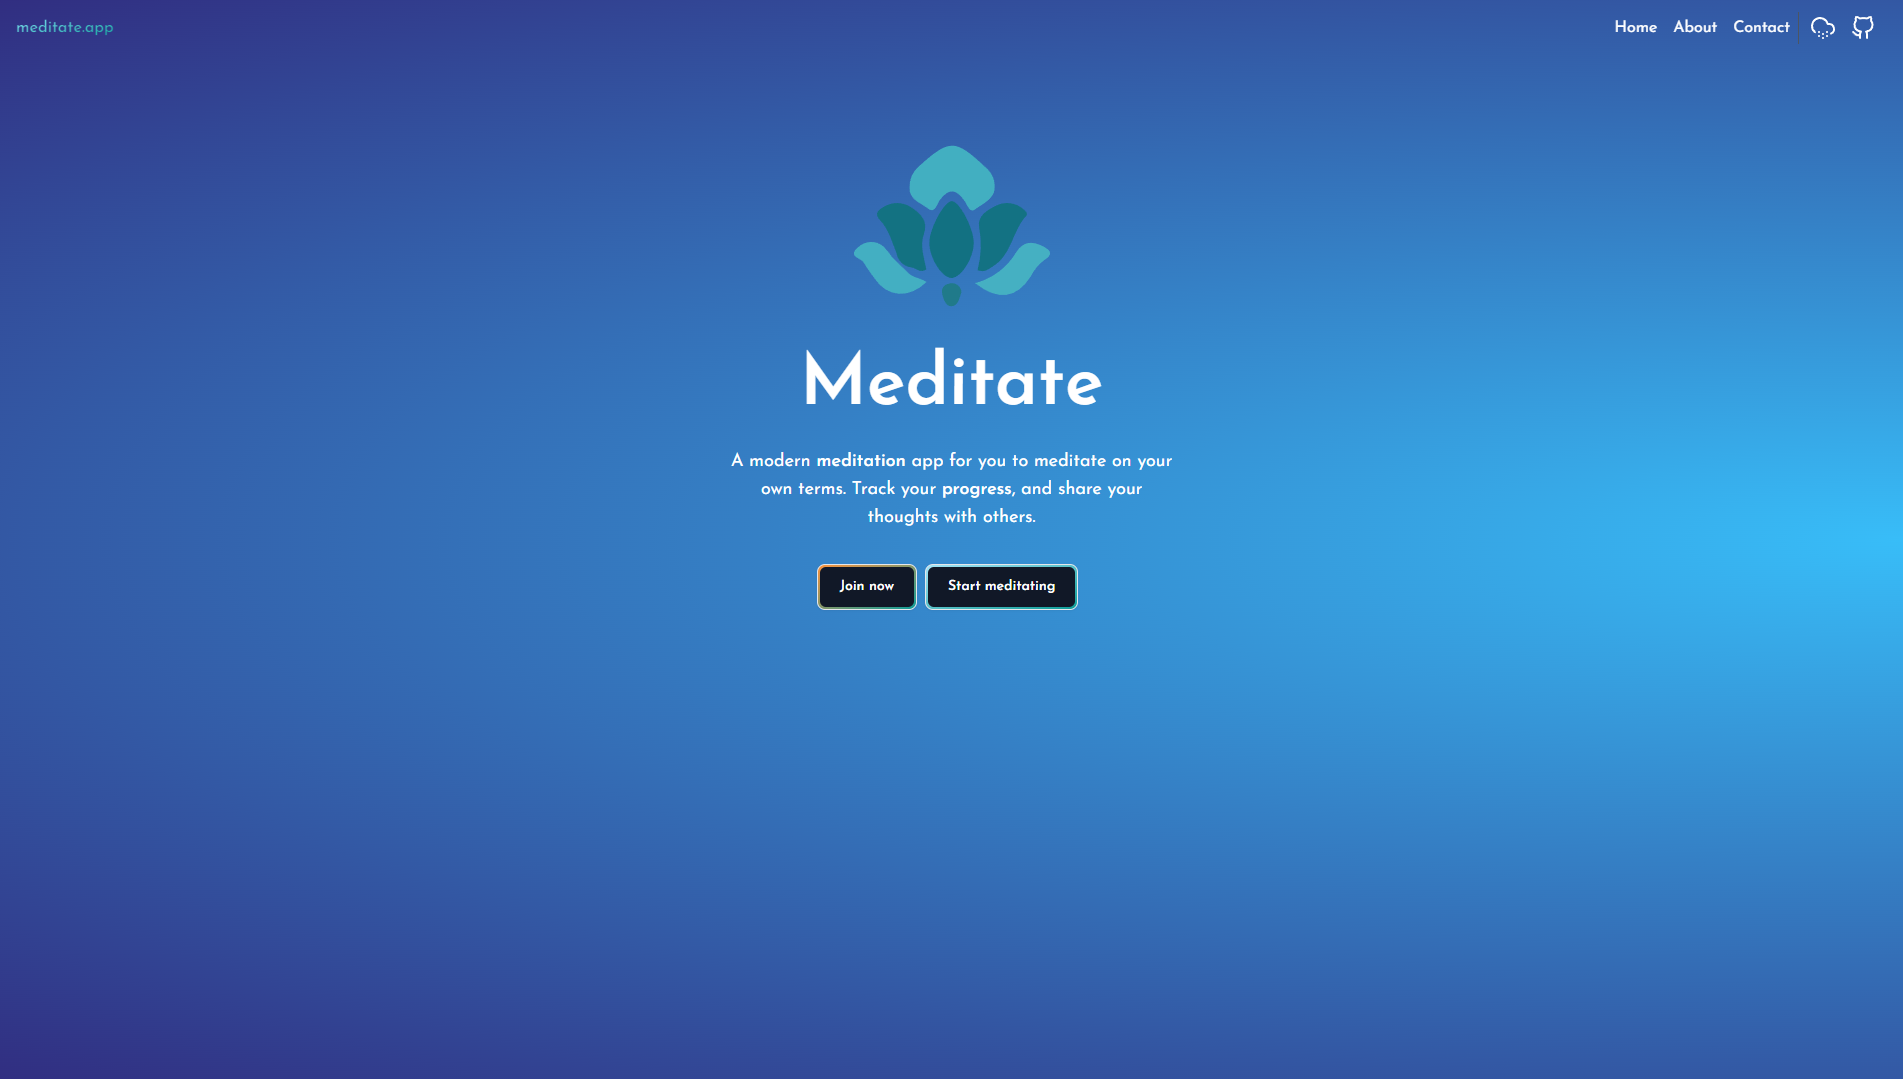 meditate.app
Home About Contact
Meditate
A modern meditation app for you to meditate on your
own terms. Track your progress, and share your
thoughts with others.
Join now Start meditating